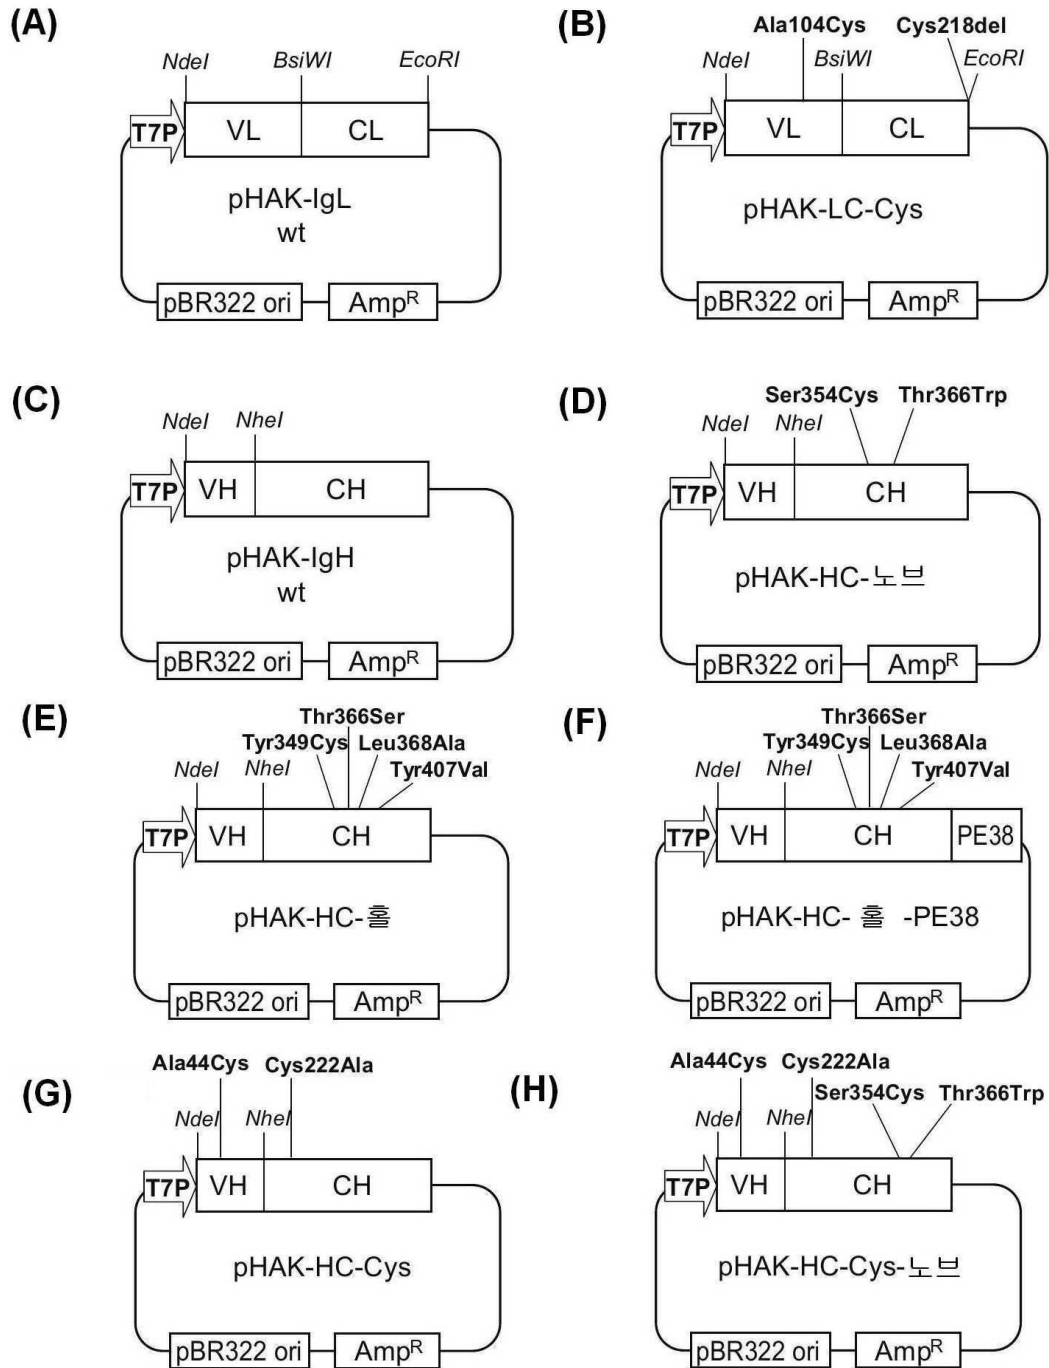 (A)
NdeI BsiWI EcoRI
T7P VL CL
pHAK-IgL
wt
pBR322 ori Ampᴿ
(B)
Ala104Cys Cys218del
NdeI BsiWI EcoRI
T7P VL CL
pHAK-LC-Cys
pBR322 ori Ampᴿ
(C)
NdeI NheI
T7P VH CH
pHAK-IgH
wt
pBR322 ori Ampᴿ
(D)
Ser354Cys Thr366Trp
NdeI NheI
T7P VH CH
pHAK-HC-노브
pBR322 ori Ampᴿ
(E)
Thr366Ser
Tyr349Cys Leu368Ala
NdeI NheI Tyr407Val
T7P VH CH
pHAK-HC-홀
pBR322 ori Ampᴿ
(F)
Thr366Ser
Tyr349Cys Leu368Ala
NdeI NheI Tyr407Val
T7P VH CH PE38
pHAK-HC- 홀 -PE38
pBR322 ori Ampᴿ
(G)
Ala44Cys Cys222Ala
NdeI NheI
T7P VH CH
pHAK-HC-Cys
pBR322 ori Ampᴿ
(H)
Ala44Cys Cys222Ala
Ser354Cys Thr366Trp
NdeI NheI
T7P VH CH
pHAK-HC-Cys-노브
pBR322 ori Ampᴿ